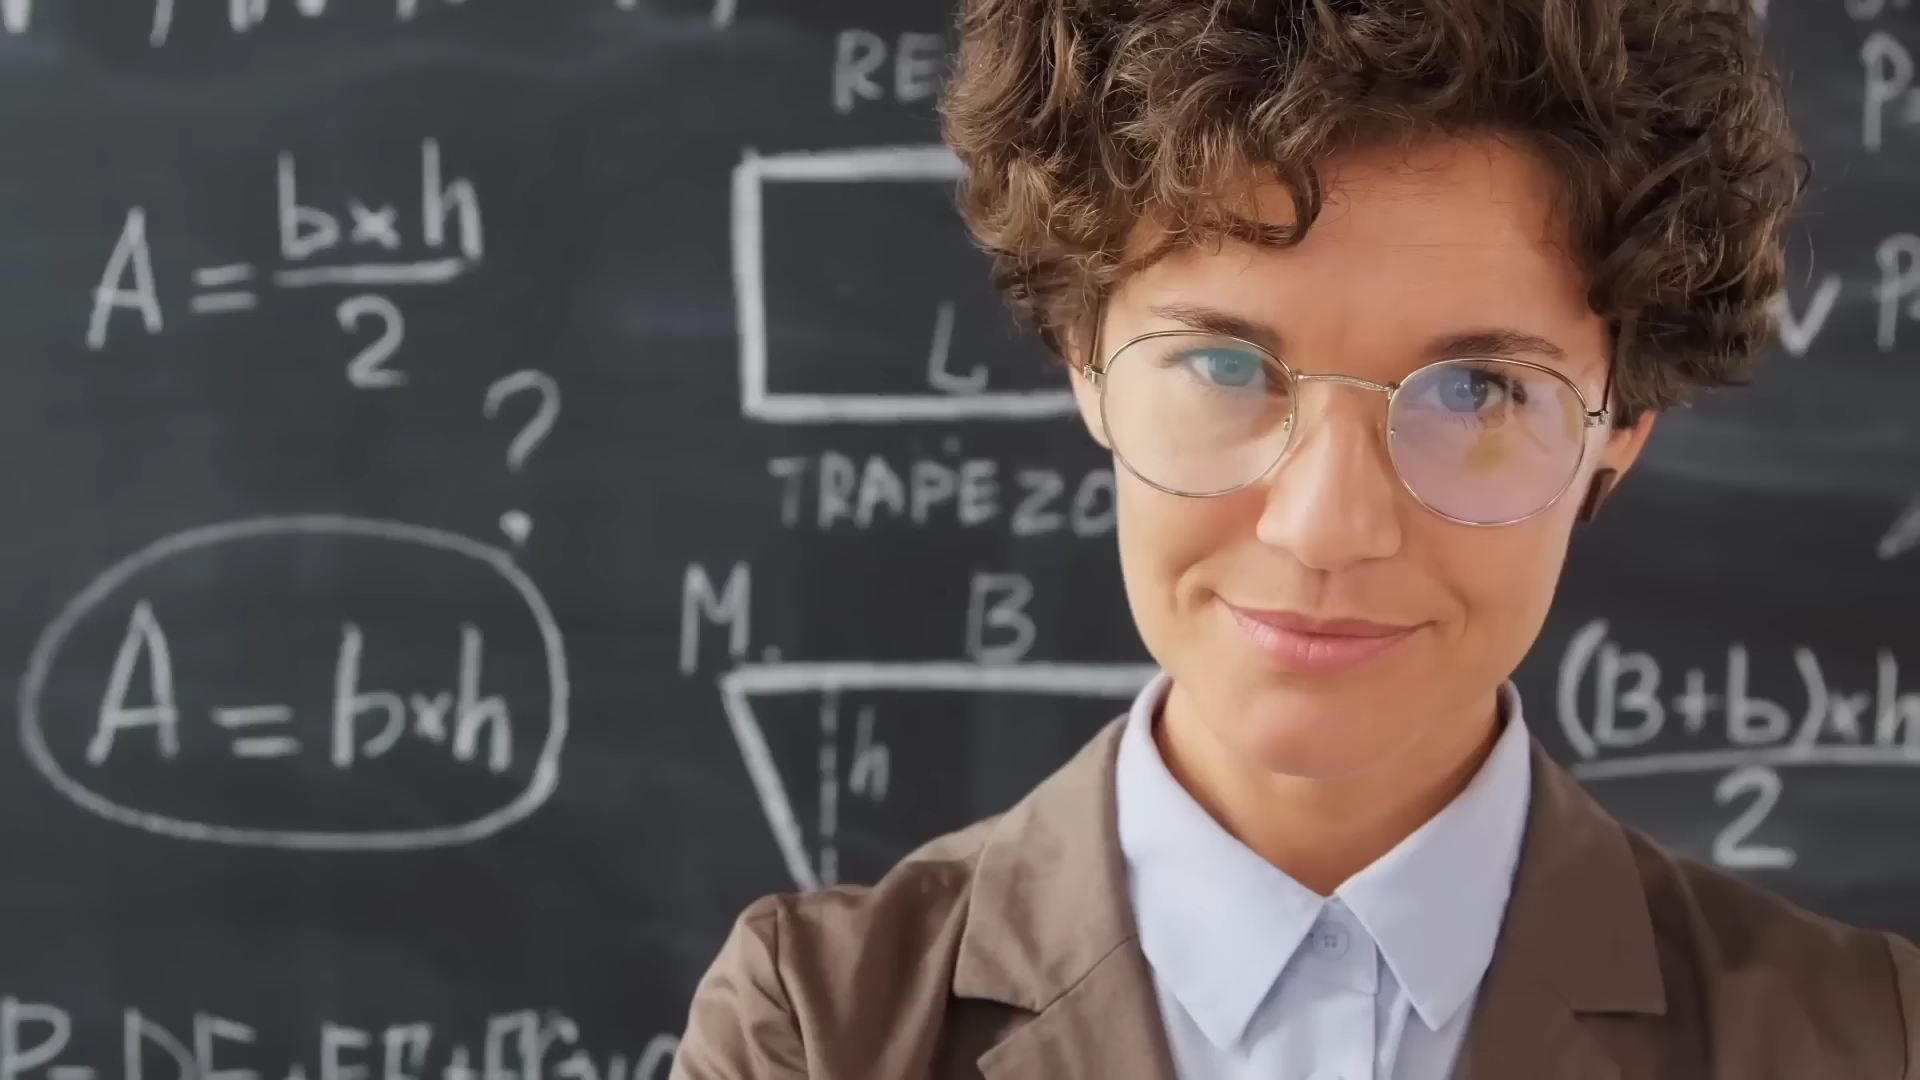 A = b×h
2
?
A = b×h
RE
L
TRAPEZO
M.
B
h
(B+b)×h
2
P
P